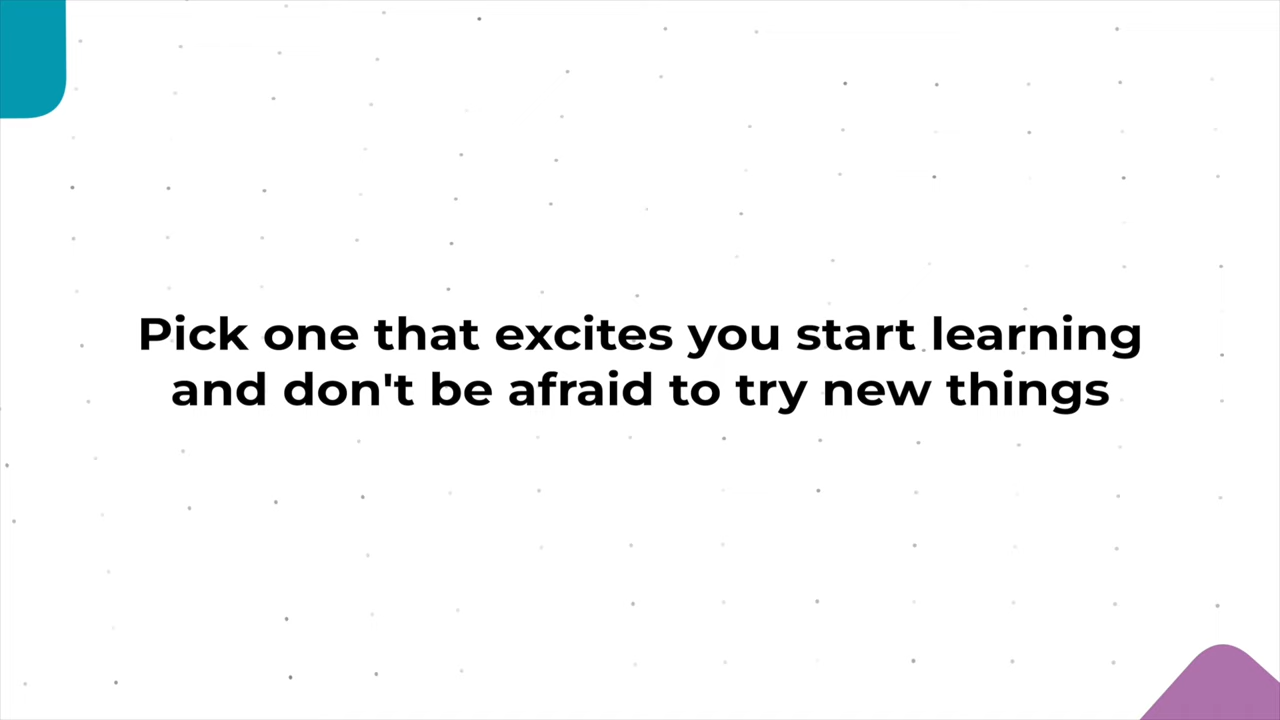 Pick one that excites you start learning
and don't be afraid to try new things